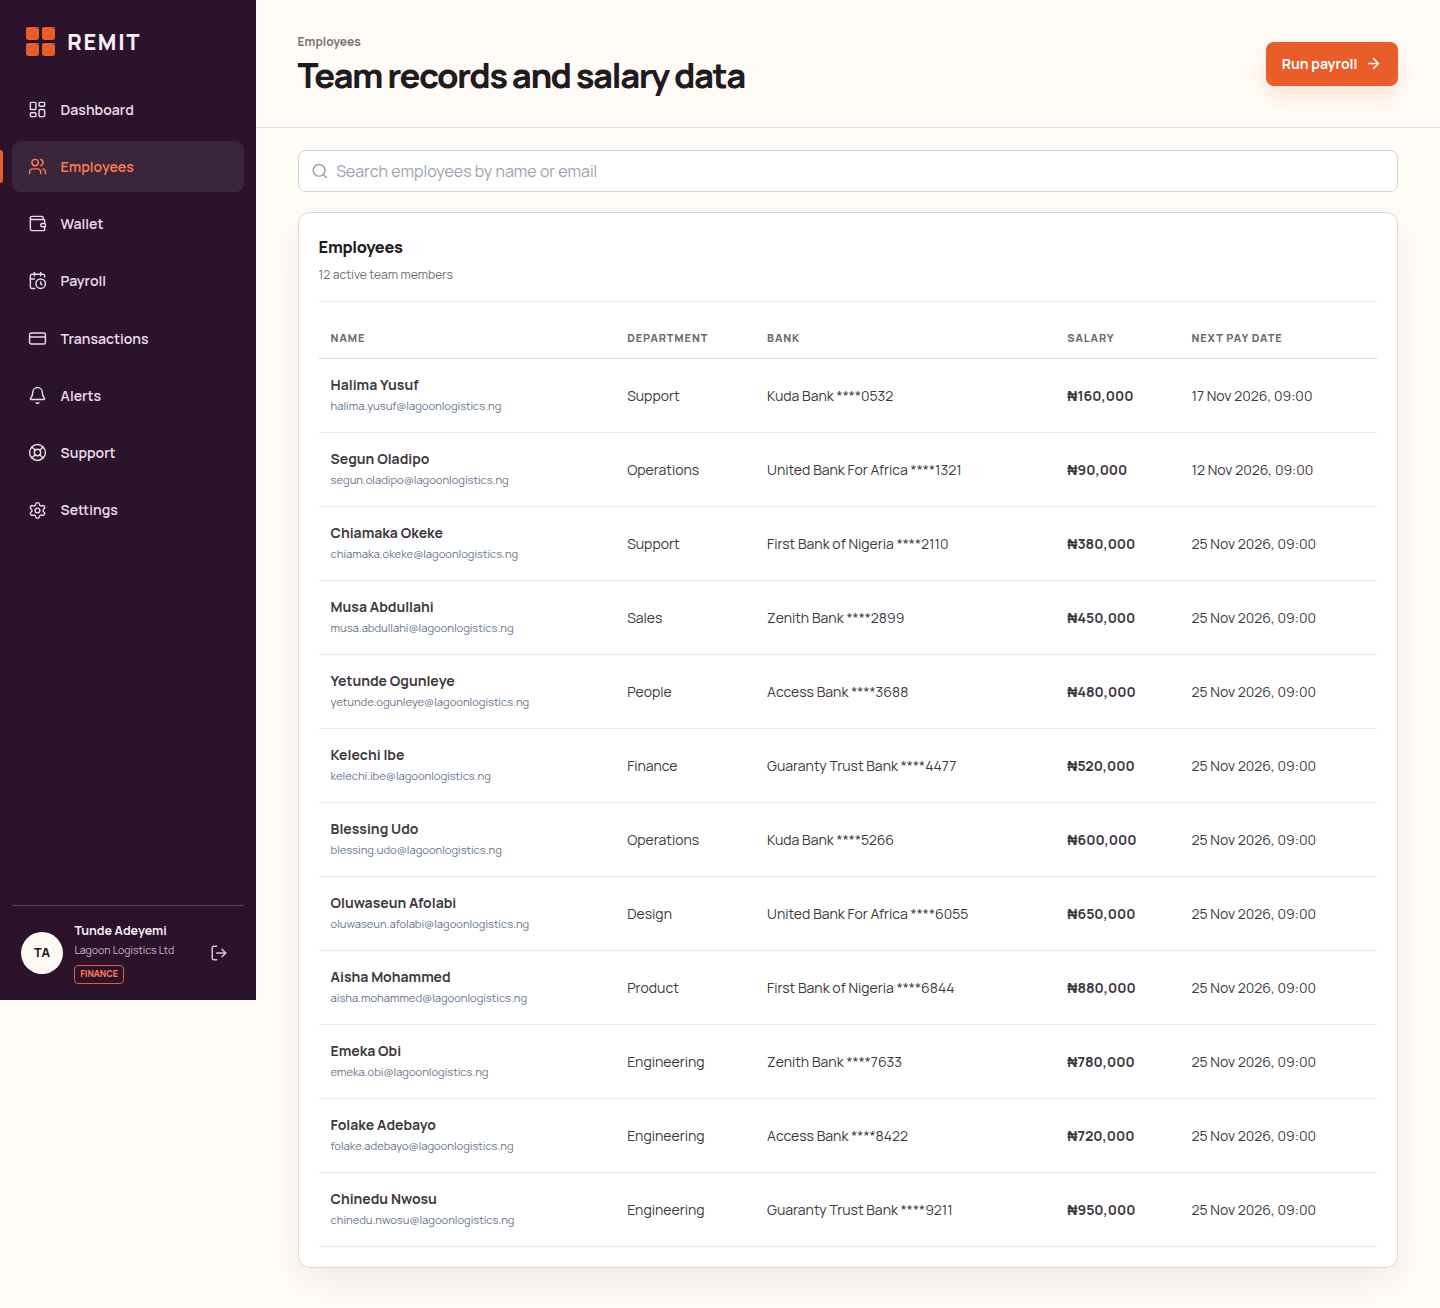 REMIT
Dashboard
Employees
Wallet
Payroll
Transactions
Alerts
Support
Settings
TA
Tunde Adeyemi
Lagoon Logistics Ltd
FINANCE
Employees
Team records and salary data
Run payroll
Search employees by name or email
Employees
12 active team members
NAME DEPARTMENT BANK SALARY NEXT PAY DATE
Halima Yusuf
halima.yusuf@lagoonlogistics.ng
Support Kuda Bank ****0532 ₦160,000 17 Nov 2026, 09:00
Segun Oladipo
segun.oladipo@lagoonlogistics.ng
Operations United Bank For Africa ****1321 ₦90,000 12 Nov 2026, 09:00
Chiamaka Okeke
chiamaka.okeke@lagoonlogistics.ng
Support First Bank of Nigeria ****2110 ₦380,000 25 Nov 2026, 09:00
Musa Abdullahi
musa.abdullahi@lagoonlogistics.ng
Sales Zenith Bank ****2899 ₦450,000 25 Nov 2026, 09:00
Yetunde Ogunleye
yetunde.ogunleye@lagoonlogistics.ng
People Access Bank ****3688 ₦480,000 25 Nov 2026, 09:00
Kelechi Ibe
kelechi.ibe@lagoonlogistics.ng
Finance Guaranty Trust Bank ****4477 ₦520,000 25 Nov 2026, 09:00
Blessing Udo
blessing.udo@lagoonlogistics.ng
Operations Kuda Bank ****5266 ₦600,000 25 Nov 2026, 09:00
Oluwaseun Afolabi
oluwaseun.afolabi@lagoonlogistics.ng
Design United Bank For Africa ****6055 ₦650,000 25 Nov 2026, 09:00
Aisha Mohammed
aisha.mohammed@lagoonlogistics.ng
Product First Bank of Nigeria ****6844 ₦880,000 25 Nov 2026, 09:00
Emeka Obi
emeka.obi@lagoonlogistics.ng
Engineering Zenith Bank ****7633 ₦780,000 25 Nov 2026, 09:00
Folake Adebayo
folake.adebayo@lagoonlogistics.ng
Engineering Access Bank ****8422 ₦720,000 25 Nov 2026, 09:00
Chinedu Nwosu
chinedu.nwosu@lagoonlogistics.ng
Engineering Guaranty Trust Bank ****9211 ₦950,000 25 Nov 2026, 09:00